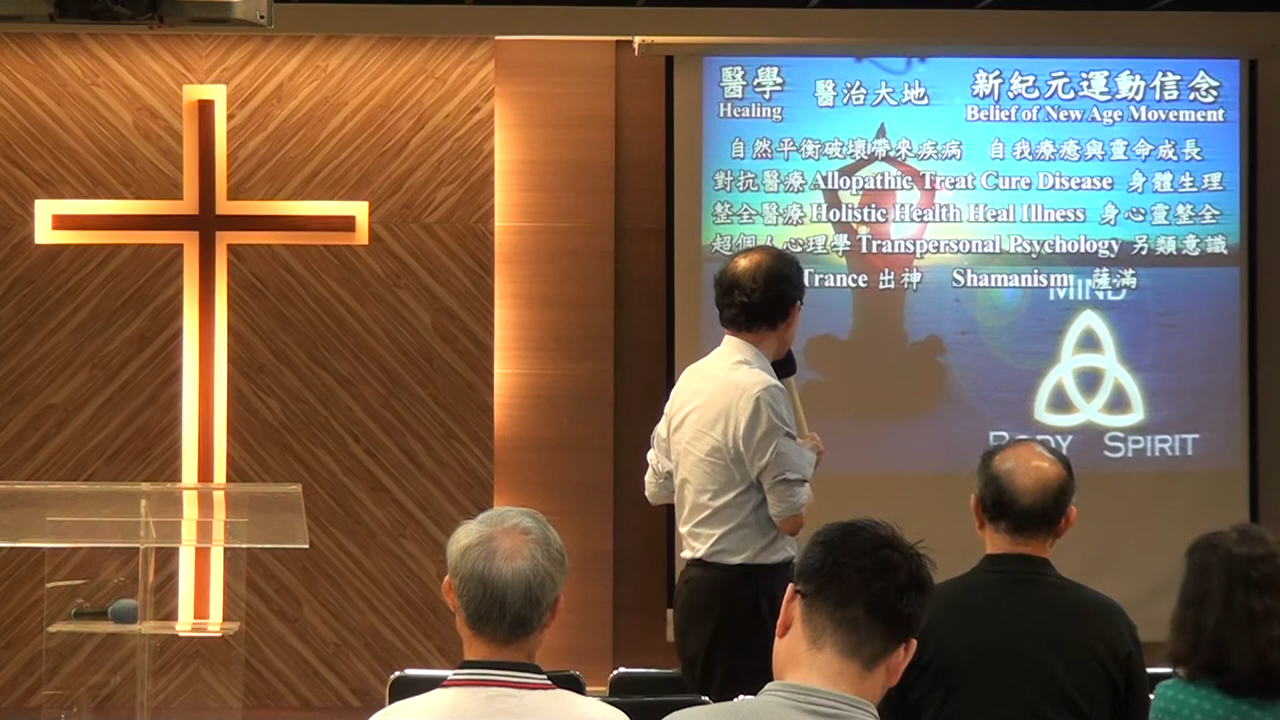 醫學 醫治大地 新紀元運動信念
Healing Belief of New Age Movement
自然平衡破壞帶來疾病 自我療癒與靈命成長
對抗醫療 Allopathic Treat Cure Disease 身體生理
整全醫療 Holistic Health Heal Illness 身心靈整全
超個人心理學 Transpersonal Psychology 另類意識
Trance 出神 Shamanism 薩滿
MIND
BODY SPIRIT